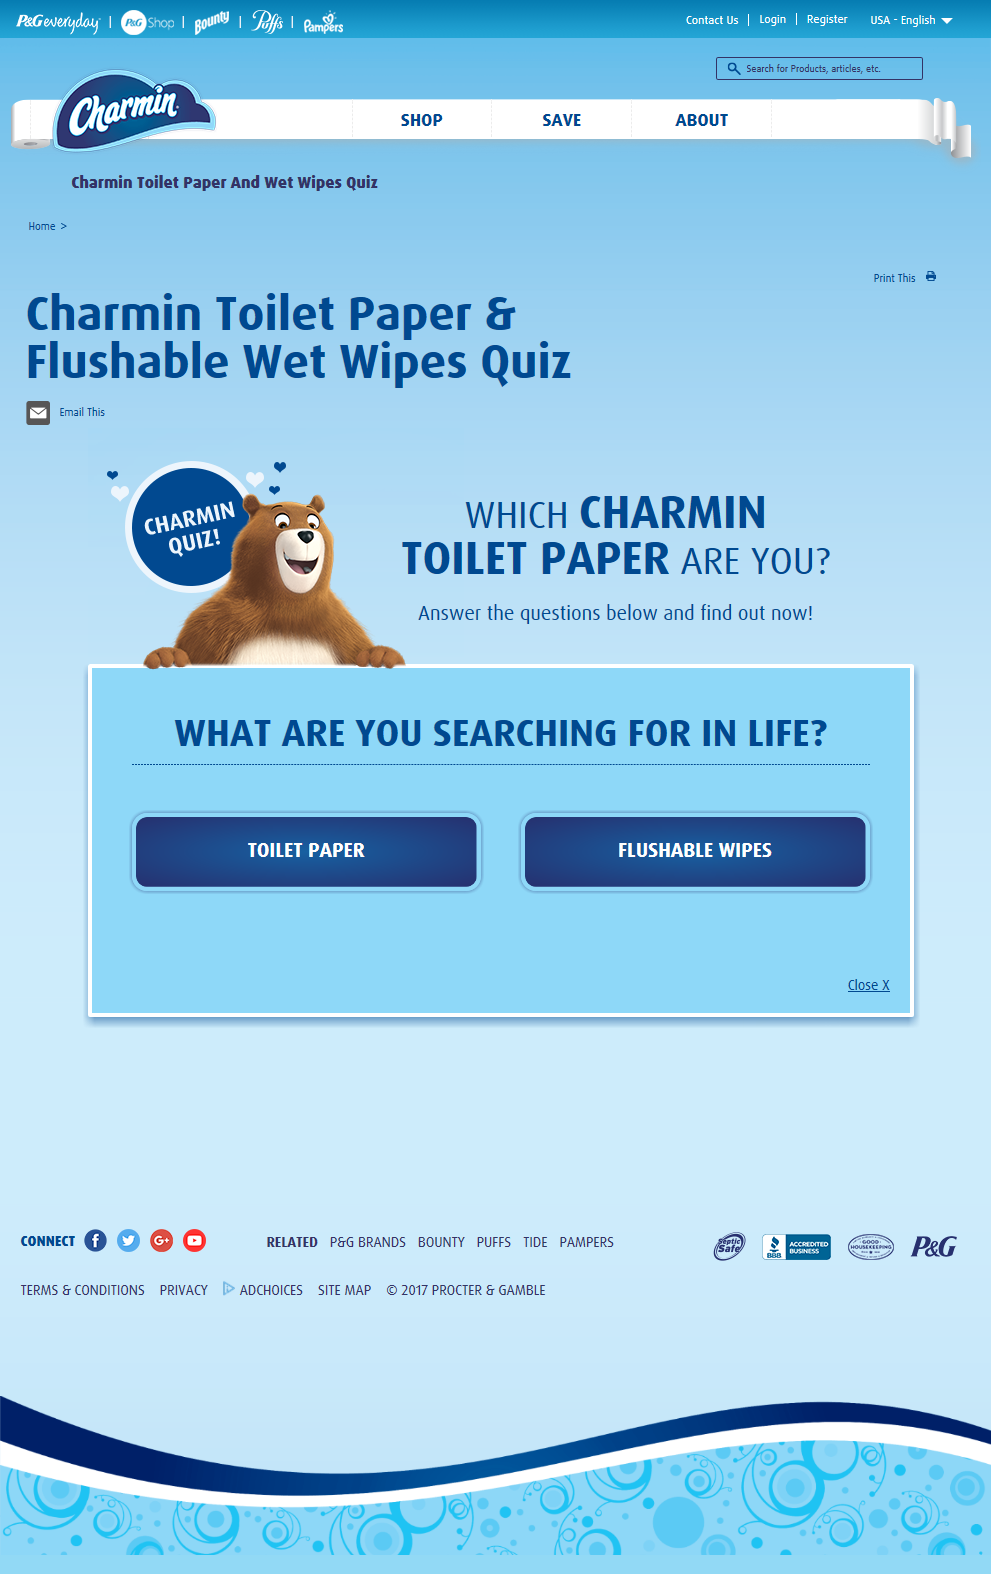 P&G everyday | P&G Shop | Bounty | Puffs | Pampers
Contact Us | Login | Register USA - English
Search for Products, articles, etc.
Charmin
SHOP SAVE ABOUT
Charmin Toilet Paper And Wet Wipes Quiz
Home >
Print This
Charmin Toilet Paper &
Flushable Wet Wipes Quiz
Email This
CHARMIN
QUIZ!
WHICH CHARMIN
TOILET PAPER ARE YOU?
Answer the questions below and find out now!
WHAT ARE YOU SEARCHING FOR IN LIFE?
TOILET PAPER FLUSHABLE WIPES
Close X
CONNECT f G+ RELATED P&G BRANDS BOUNTY PUFFS TIDE PAMPERS
Septic
Safe
BBB
ACCREDITED
BUSINESS
GOOD
HOUSEKEEPING
P&G
TERMS & CONDITIONS PRIVACY ADCHOICES SITE MAP © 2017 PROCTER & GAMBLE